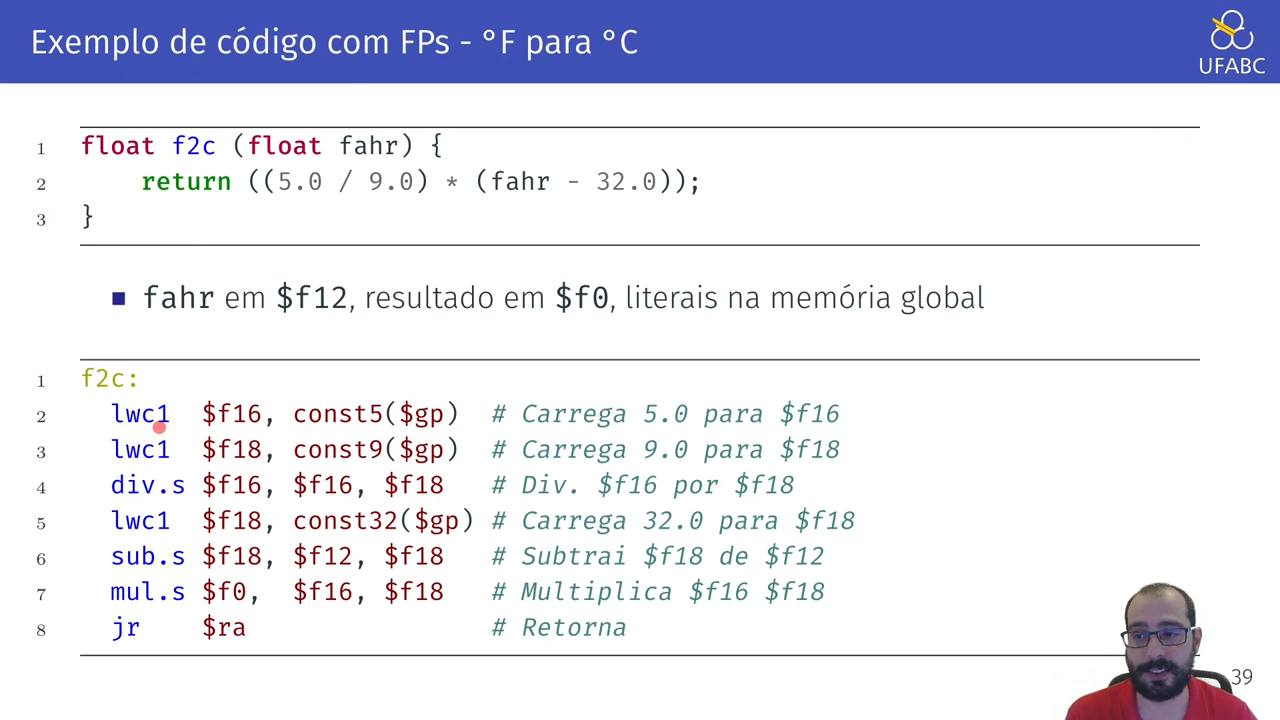 Exemplo de código com FPs - °F para °C
UFABC
1 float f2c (float fahr) {
2 return ((5.0 / 9.0) * (fahr - 32.0));
3 }
fahr em $f12, resultado em $f0, literais na memória global
1 f2c:
2 lwc1 $f16, const5($gp) # Carrega 5.0 para $f16
3 lwc1 $f18, const9($gp) # Carrega 9.0 para $f18
4 div.s $f16, $f16, $f18 # Div. $f16 por $f18
5 lwc1 $f18, const32($gp) # Carrega 32.0 para $f18
6 sub.s $f18, $f12, $f18 # Subtrai $f18 de $f12
7 mul.s $f0, $f16, $f18 # Multiplica $f16 $f18
8 jr $ra # Retorna
39